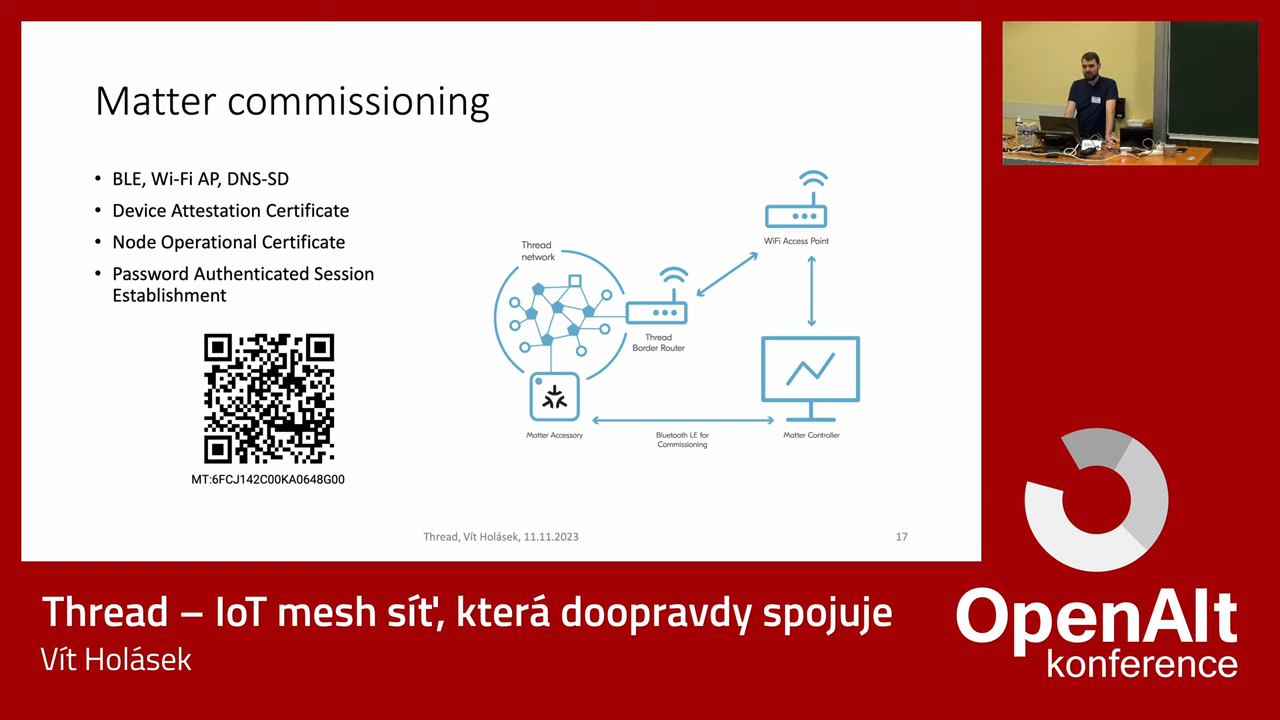 Matter commissioning
• BLE, Wi-Fi AP, DNS-SD
• Device Attestation Certificate
• Node Operational Certificate
• Password Authenticated Session
Establishment
MT:6FCJ142C00KA0648G00
Thread
network
Thread
Border Router
WiFi Access Point
Matter Accessory
Bluetooth LE for
Commissioning
Matter Controller
Thread, Vít Holásek, 11.11.2023
17
Thread – IoT mesh síť, která doopravdy spojuje
Vít Holásek
OpenAlt
konference